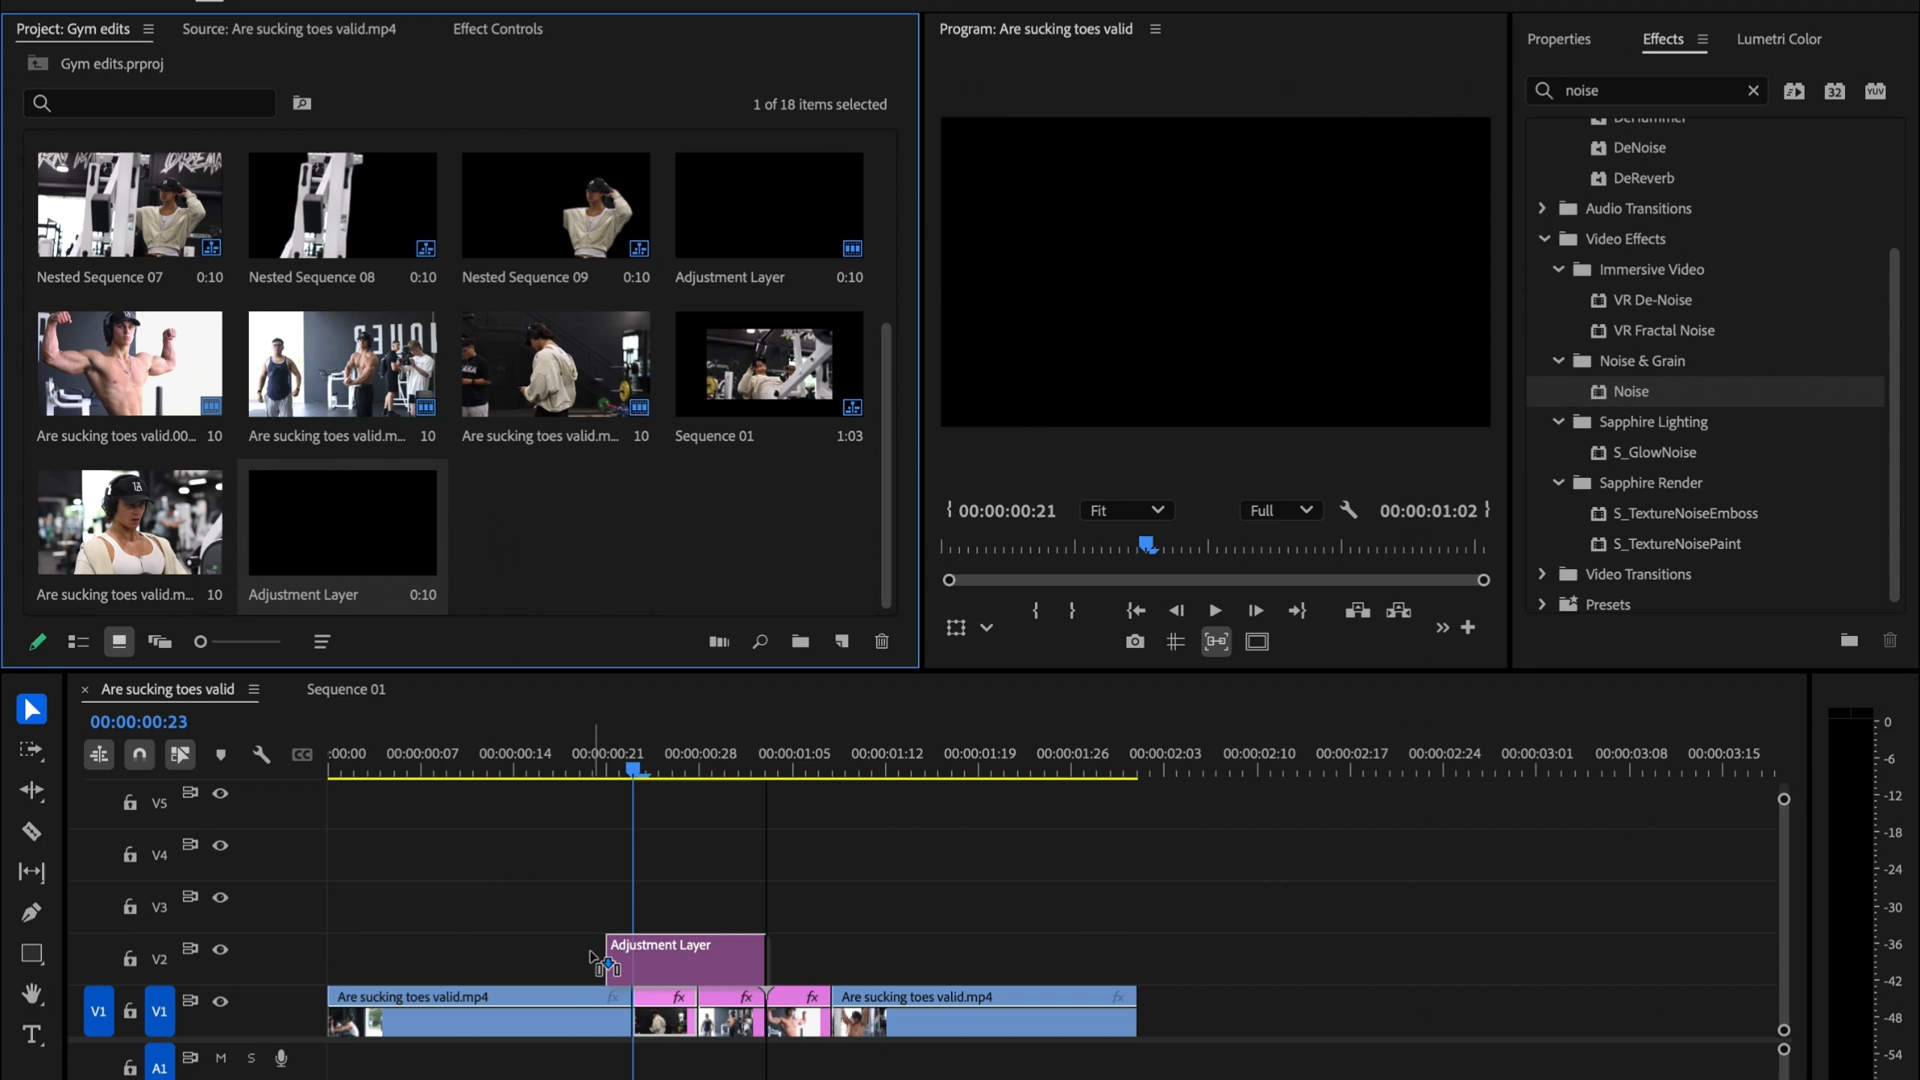 Project: Gym edits
Source: Are sucking toes valid.mp4
Effect Controls
Gym edits.prproj
1 of 18 items selected
Nested Sequence 07 0:10
Nested Sequence 08 0:10
Nested Sequence 09 0:10
Adjustment Layer 0:10
Are sucking toes valid.00... 10
Are sucking toes valid.m... 10
Are sucking toes valid.m... 10
Sequence 01 1:03
Are sucking toes valid.m... 10
Adjustment Layer 0:10
Program: Are sucking toes valid
00:00:00:21
Fit
Full
00:00:01:02
Properties
Effects
Lumetri Color
noise
32
YUV
DeHummer
DeNoise
DeReverb
Audio Transitions
Video Effects
Immersive Video
VR De-Noise
VR Fractal Noise
Noise & Grain
Noise
Sapphire Lighting
S_GlowNoise
Sapphire Render
S_TextureNoiseEmboss
S_TextureNoisePaint
Video Transitions
Presets
× Are sucking toes valid
Sequence 01
00:00:00:23
CC
:00:00 00:00:00:07 00:00:00:14 00:00:00:21 00:00:00:28 00:00:01:05 00:00:01:12 00:00:01:19 00:00:01:26 00:00:02:03 00:00:02:10 00:00:02:17 00:00:02:24 00:00:03:01 00:00:03:08 00:00:03:15
V5
V4
V3
V2
Adjustment Layer
V1 V1
Are sucking toes valid.mp4 fx
fx
fx
fx
Are sucking toes valid.mp4 fx
A1 M S
0
-6
-12
-18
-24
-30
-36
-42
-48
-54